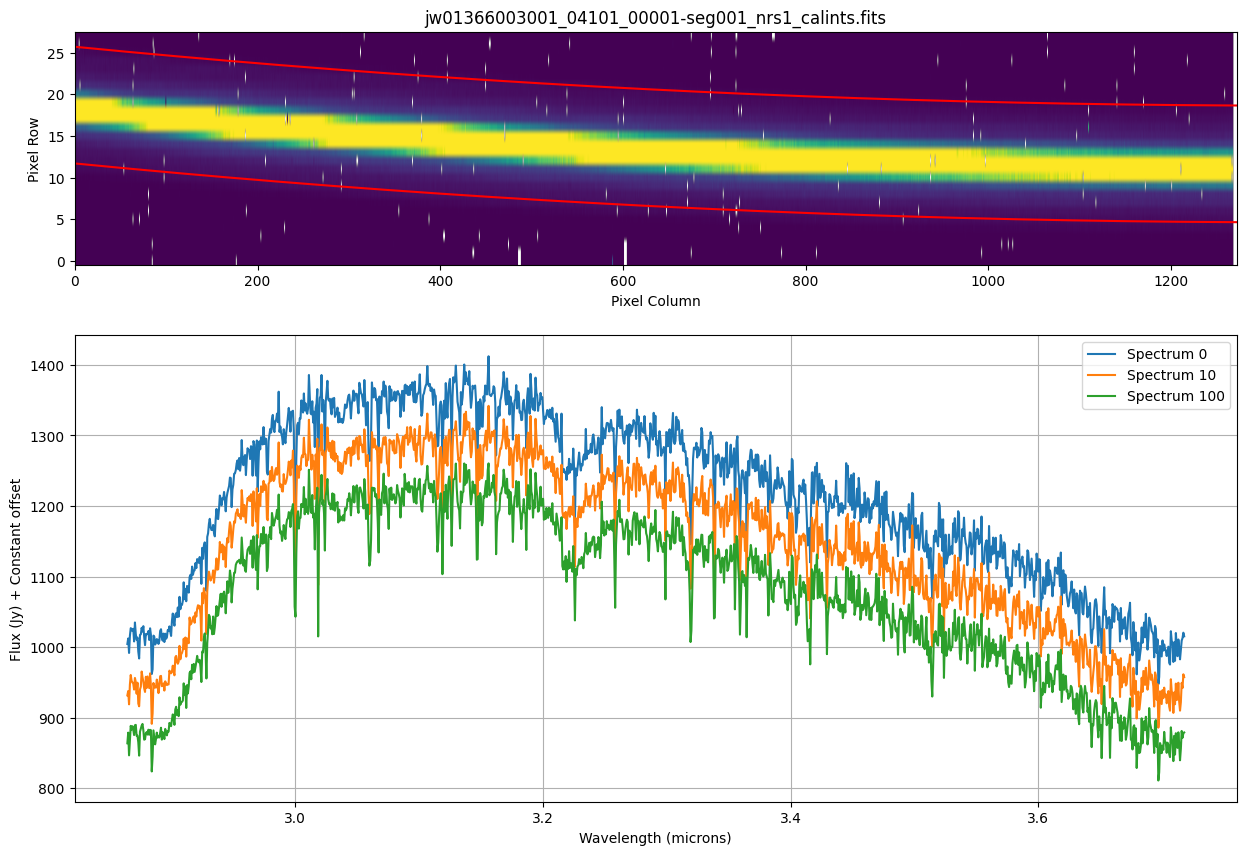 jw01366003001_04101_00001-seg001_nrs1_calints.fits
25
20
15
10
5
0
Pixel Row
0 200 400 600 800 1000 1200
Pixel Column
1400
1300
1200
1100
1000
900
800
Flux (Jy) + Constant offset
Spectrum 0
Spectrum 10
Spectrum 100
3.0 3.2 3.4 3.6
Wavelength (microns)